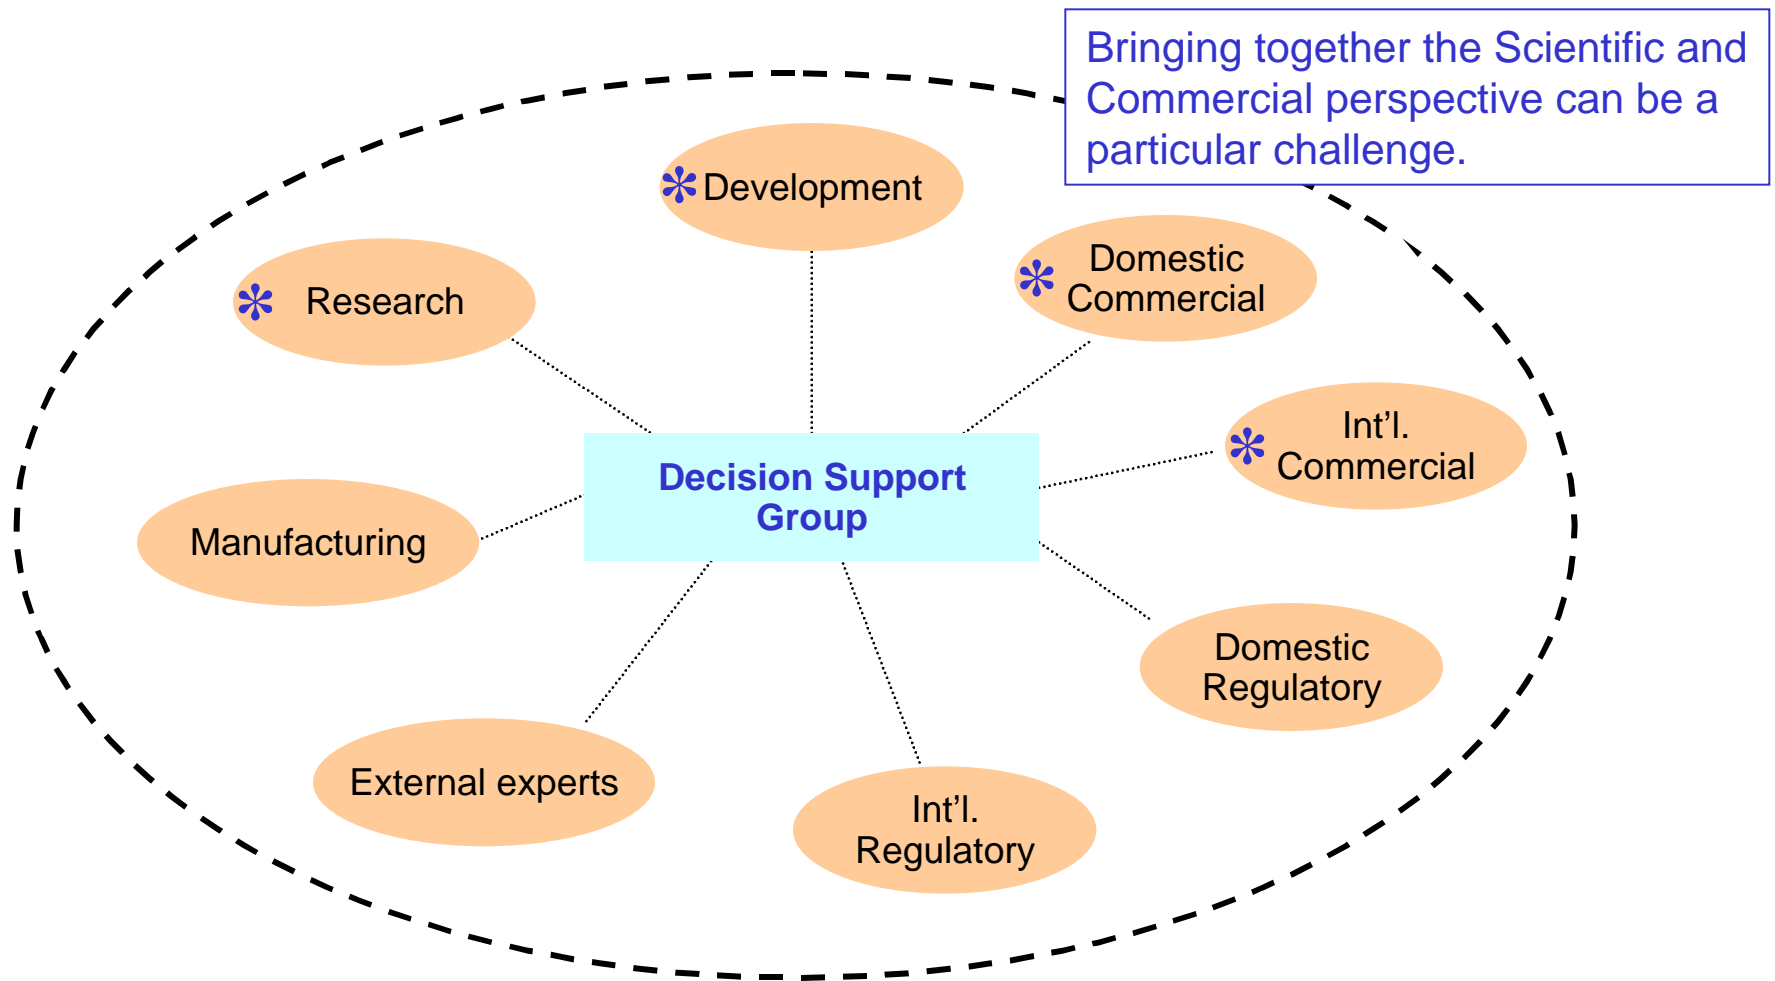 Bringing together the Scientific and
Commercial perspective can be a
particular challenge.
* Development
* Research
* Domestic
Commercial
* Int’l.
Commercial
Decision Support
Group
Manufacturing
Domestic
Regulatory
External experts
Int’l.
Regulatory